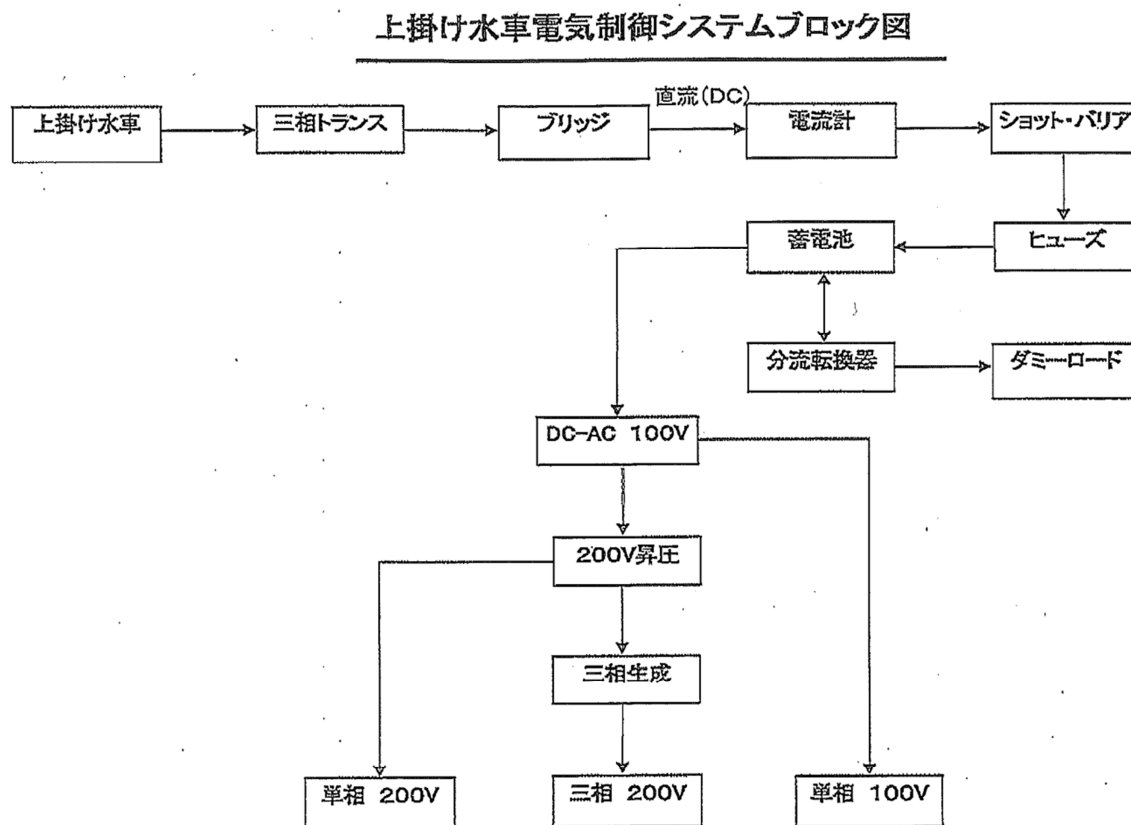 上掛け水車電気制御システムブロック図
直流(DC)
上掛け水車
三相トランス
ブリッジ
電流計
ショット・バリア
蓄電池
ヒューズ
分流転換器
ダミーロード
DC-AC 100V
200V昇圧
三相生成
単相 200V
三相 200V
単相 100V